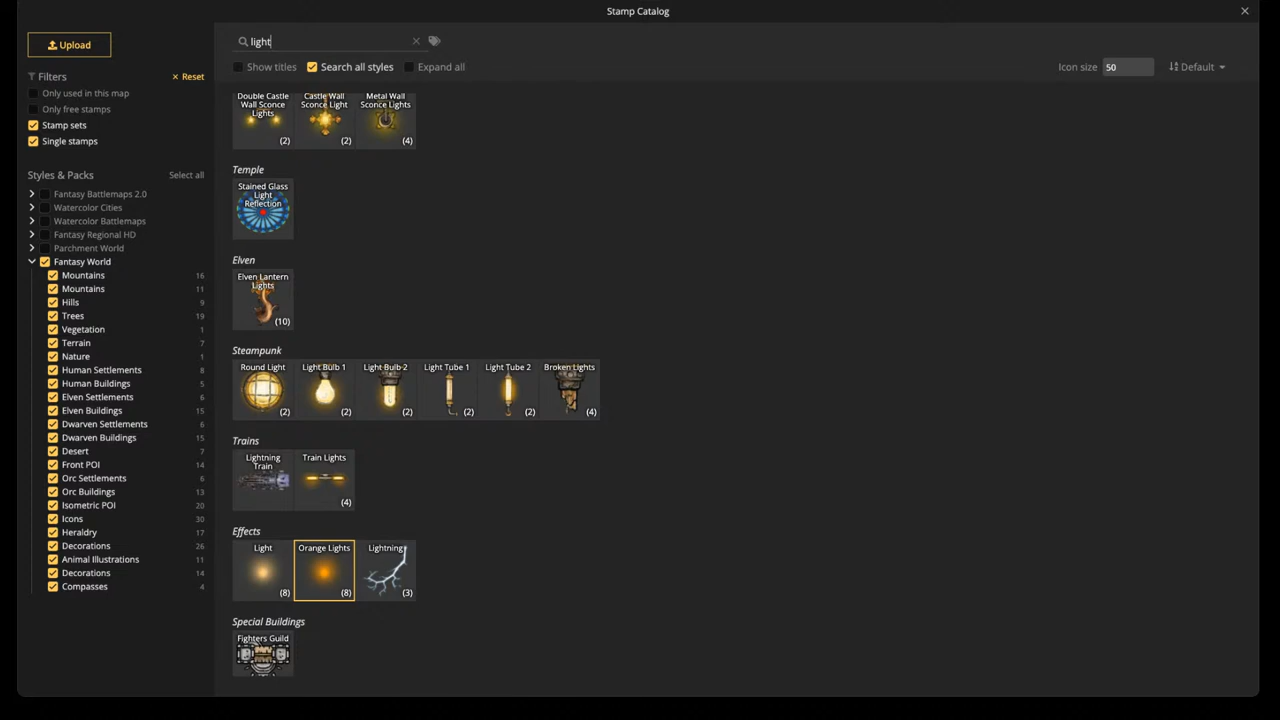 Stamp Catalog
Upload
light
Show titles
Search all styles
Expand all
Icon size
50
Default
Filters
Reset
Only used in this map
Only free stamps
Stamp sets
Single stamps
Styles & Packs
Select all
Fantasy Battlemaps 2.0
Watercolor Cities
Watercolor Battlemaps
Fantasy Regional HD
Parchment World
Fantasy World
Mountains 16
Mountains 11
Hills 9
Trees 19
Vegetation 1
Terrain 7
Nature 1
Human Settlements 8
Human Buildings 5
Elven Settlements 6
Elven Buildings 15
Dwarven Settlements 6
Dwarven Buildings 15
Desert 7
Front POI 14
Orc Settlements 6
Orc Buildings 13
Isometric POI 20
Icons 30
Heraldry 17
Decorations 26
Animal Illustrations 11
Decorations 14
Compasses 4
Double Castle
Wall Sconce
Lights
(2)
Castle Wall
Sconce Light
(2)
Metal Wall
Sconce Lights
(4)
Temple
Stained Glass
Light
Reflection
Elven
Elven Lantern
Lights
(10)
Steampunk
Round Light
(2)
Light Bulb 1
(2)
Light Bulb 2
(2)
Light Tube 1
(2)
Light Tube 2
(2)
Broken Lights
(4)
Trains
Lightning
Train
Train Lights
(4)
Effects
Light
(8)
Orange Lights
(8)
Lightning
(3)
Special Buildings
Fighters Guild